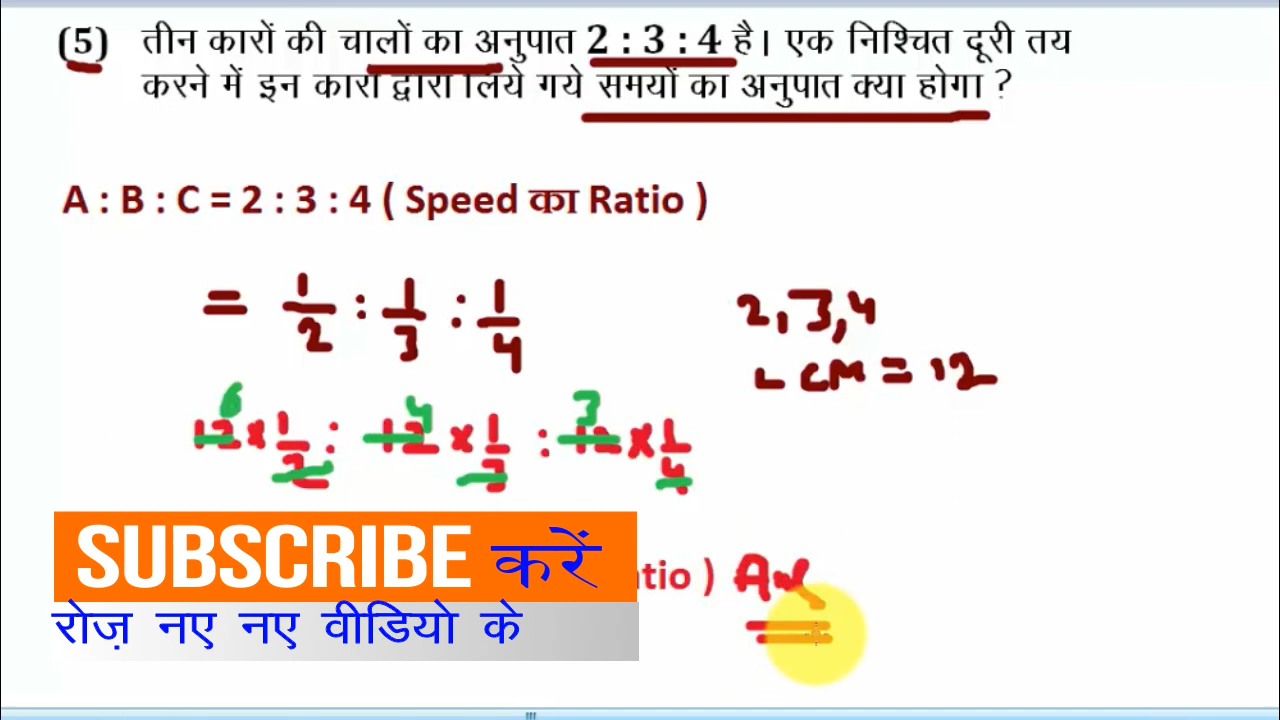 (5) तीन कारों की चालों का अनुपात 2 : 3 : 4 है। एक निश्चित दूरी तय
करने में इन कारों द्वारा लिये गये समयों का अनुपात क्या होगा ?
A : B : C = 2 : 3 : 4 ( Speed का Ratio )
= 1/2 : 1/3 : 1/4
2, 3, 4
LCM = 12
6 4 3
12 × 1/2 : 12 × 1/3 : 12 × 1/4
SUBSCRIBE करें
atio ) Ans
रोज़ नए नए वीडियो के